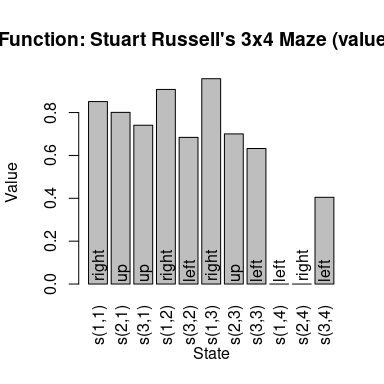 Function: Stuart Russell's 3x4 Maze (value
Value
0.0 0.2 0.4 0.6 0.8
right up up right left right up left left right left
s(1,1) s(2,1) s(3,1) s(1,2) s(3,2) s(1,3) s(2,3) s(3,3) s(1,4) s(2,4) s(3,4)
State